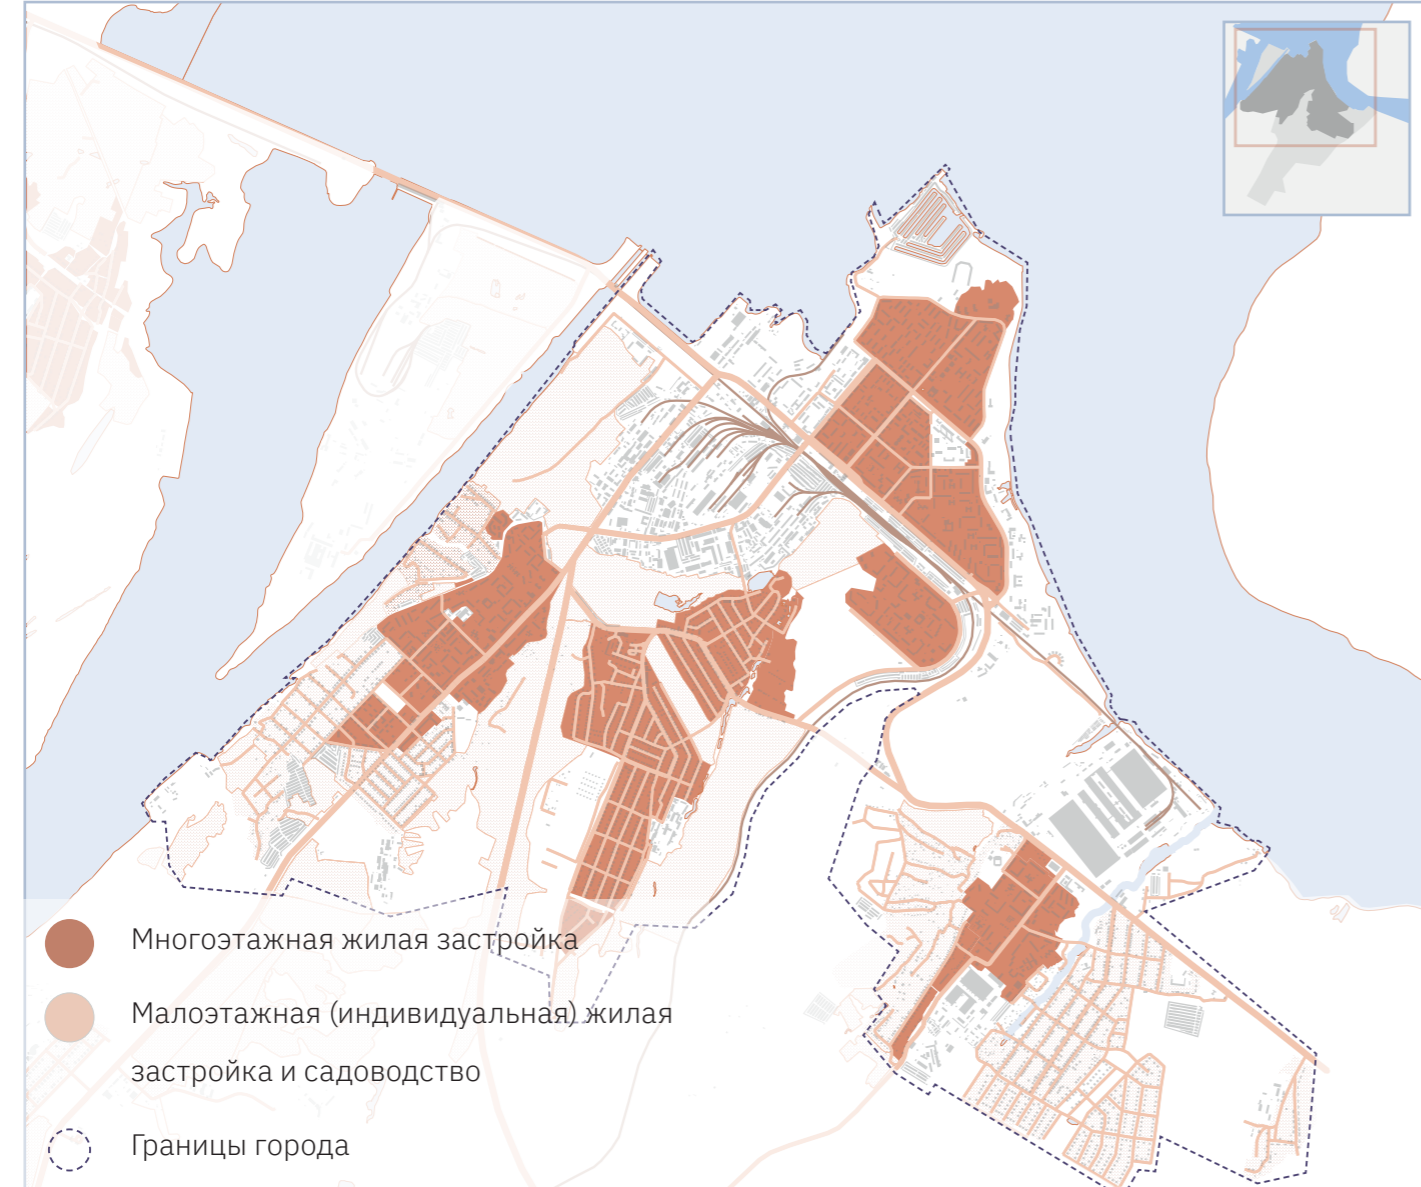 Многоэтажная жилая застройка
Малоэтажная (индивидуальная) жилая
застройка и садоводство
Границы города